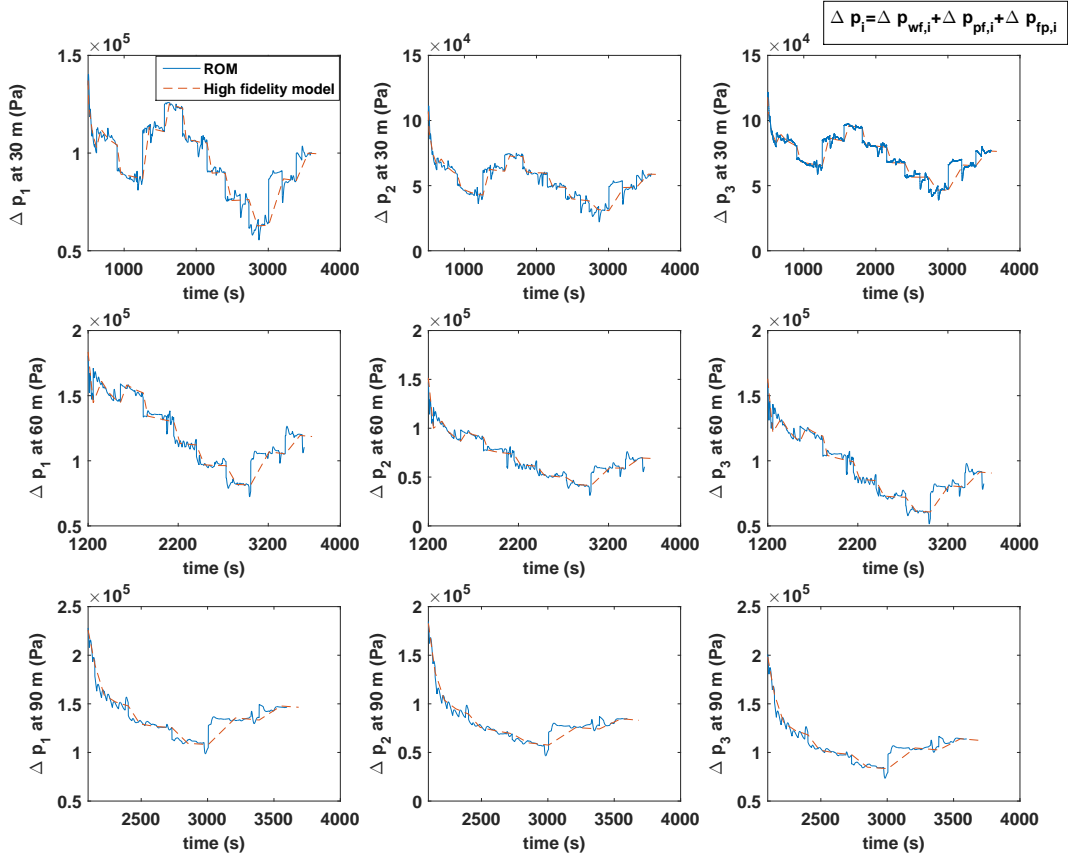 Δ p_i=Δ p_wf,i+Δ p_pf,i+Δ p_fp,i
×10^5
1.5
1
0.5
1000 2000 3000 4000
time (s)
Δ p_1 at 30 m (Pa)
ROM
High fidelity model
×10^4
15
10
5
0
1000 2000 3000 4000
time (s)
Δ p_2 at 30 m (Pa)
×10^4
15
10
5
0
1000 2000 3000 4000
time (s)
Δ p_3 at 30 m (Pa)
×10^5
2
1.5
1
0.5
1200 2200 3200 4000
time (s)
Δ p_1 at 60 m (Pa)
×10^5
2
1.5
1
0.5
0
1200 2200 3200 4000
time (s)
Δ p_2 at 60 m (Pa)
×10^5
2
1.5
1
0.5
1200 2200 3200 4000
time (s)
Δ p_3 at 60 m (Pa)
×10^5
2.5
2
1.5
1
0.5
2500 3000 3500 4000
time (s)
Δ p_1 at 90 m (Pa)
×10^5
2
1.5
1
0.5
0
2500 3000 3500 4000
time (s)
Δ p_2 at 90 m (Pa)
×10^5
2.5
2
1.5
1
0.5
2500 3000 3500 4000
time (s)
Δ p_3 at 90 m (Pa)